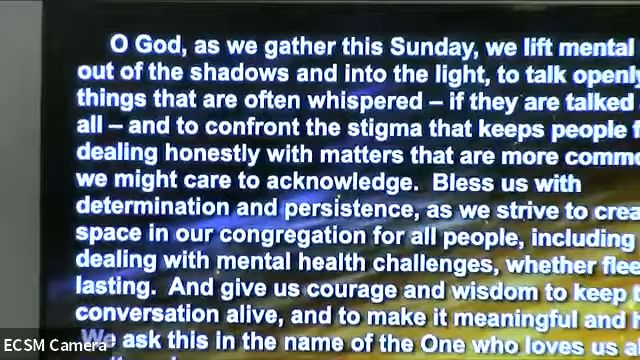 O God, as we gather this Sunday, we lift mental
out of the shadows and into the light, to talk openly
things that are often whispered – if they are talked
all – and to confront the stigma that keeps people
dealing honestly with matters that are more
we might care to acknowledge. Bless us with
determination and persistence, as we strive to
space in our congregation for all people, including
dealing with mental health challenges, whether
lasting. And give us courage and wisdom to keep
conversation alive, and to make it meaningful and
We ask this in the name of the One who loves us
ECSM Camera